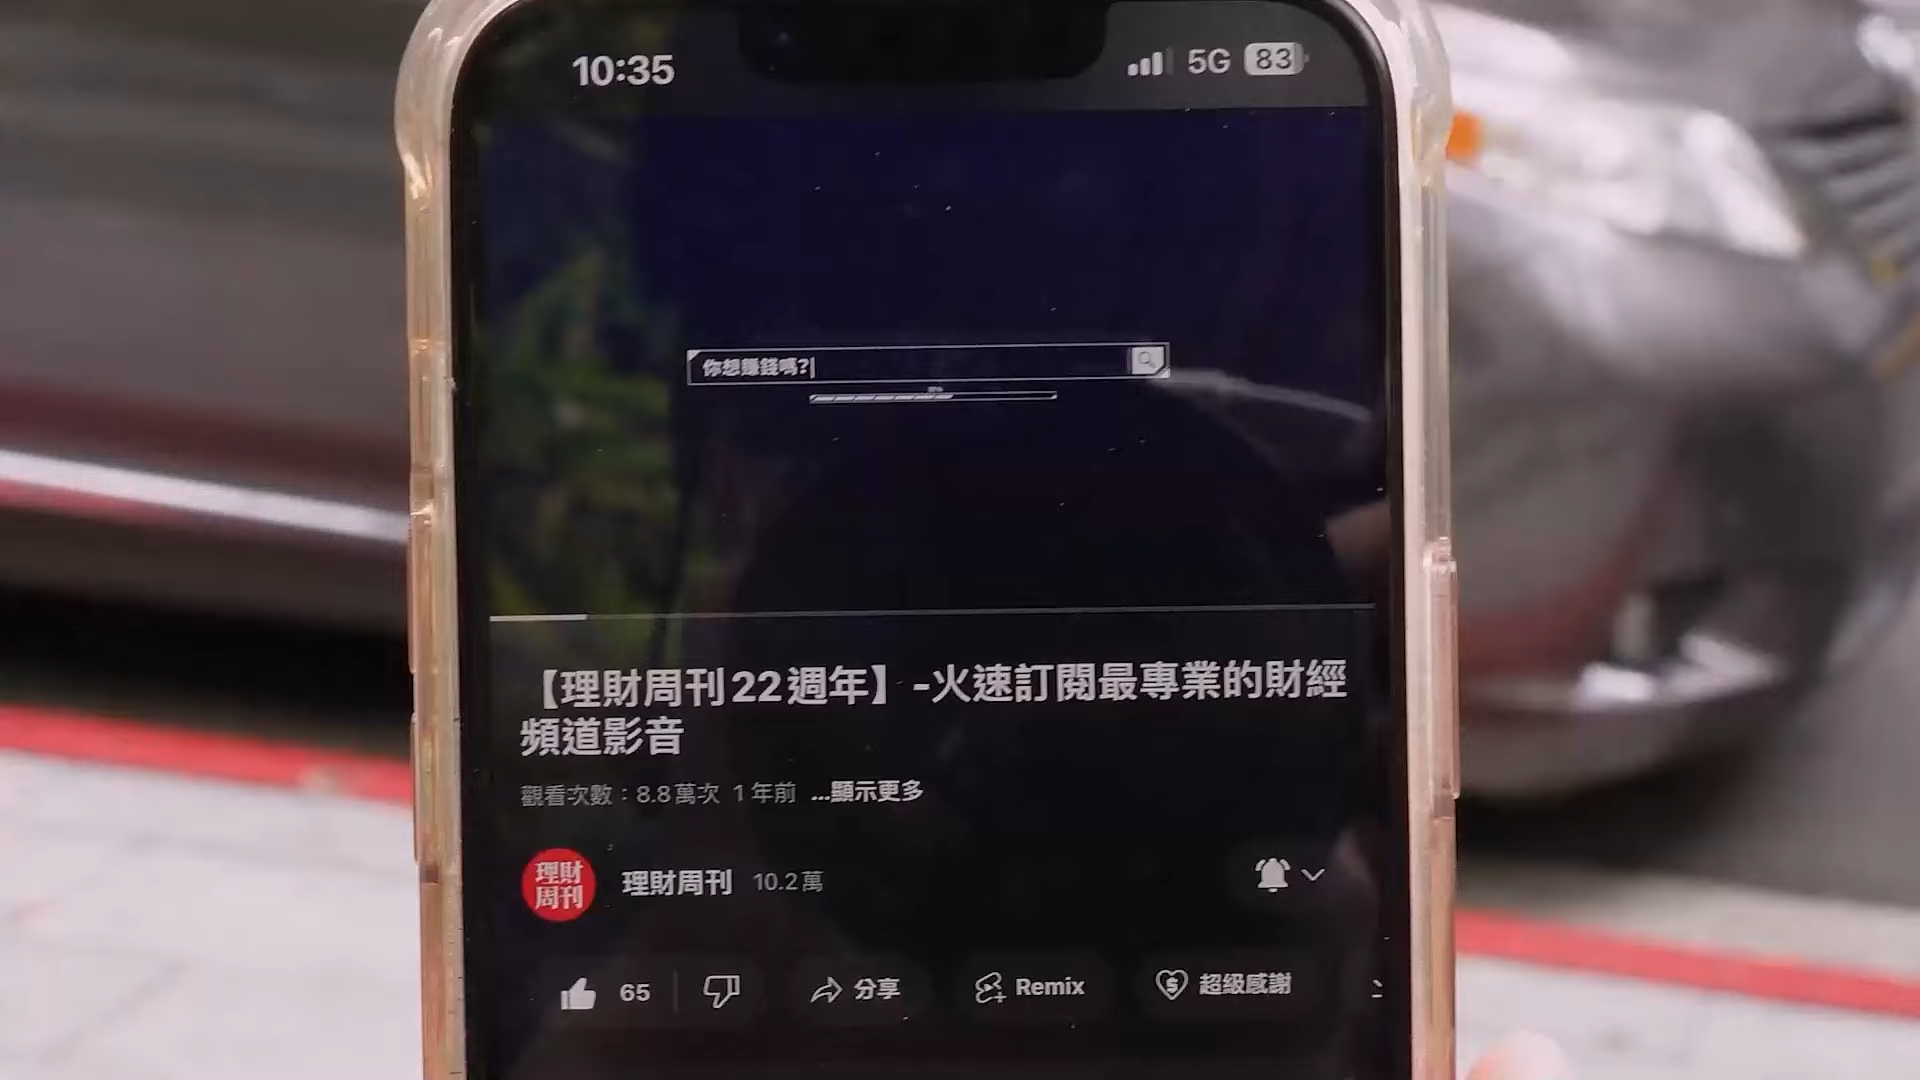 10:35
5G 83
你想賺錢嗎?
【理財周刊22週年】-火速訂閱最專業的財經
頻道影音
觀看次數：8.8萬次 1年前 ...顯示更多
理財
周刊
理財周刊 10.2萬
65 分享 Remix 超級感謝